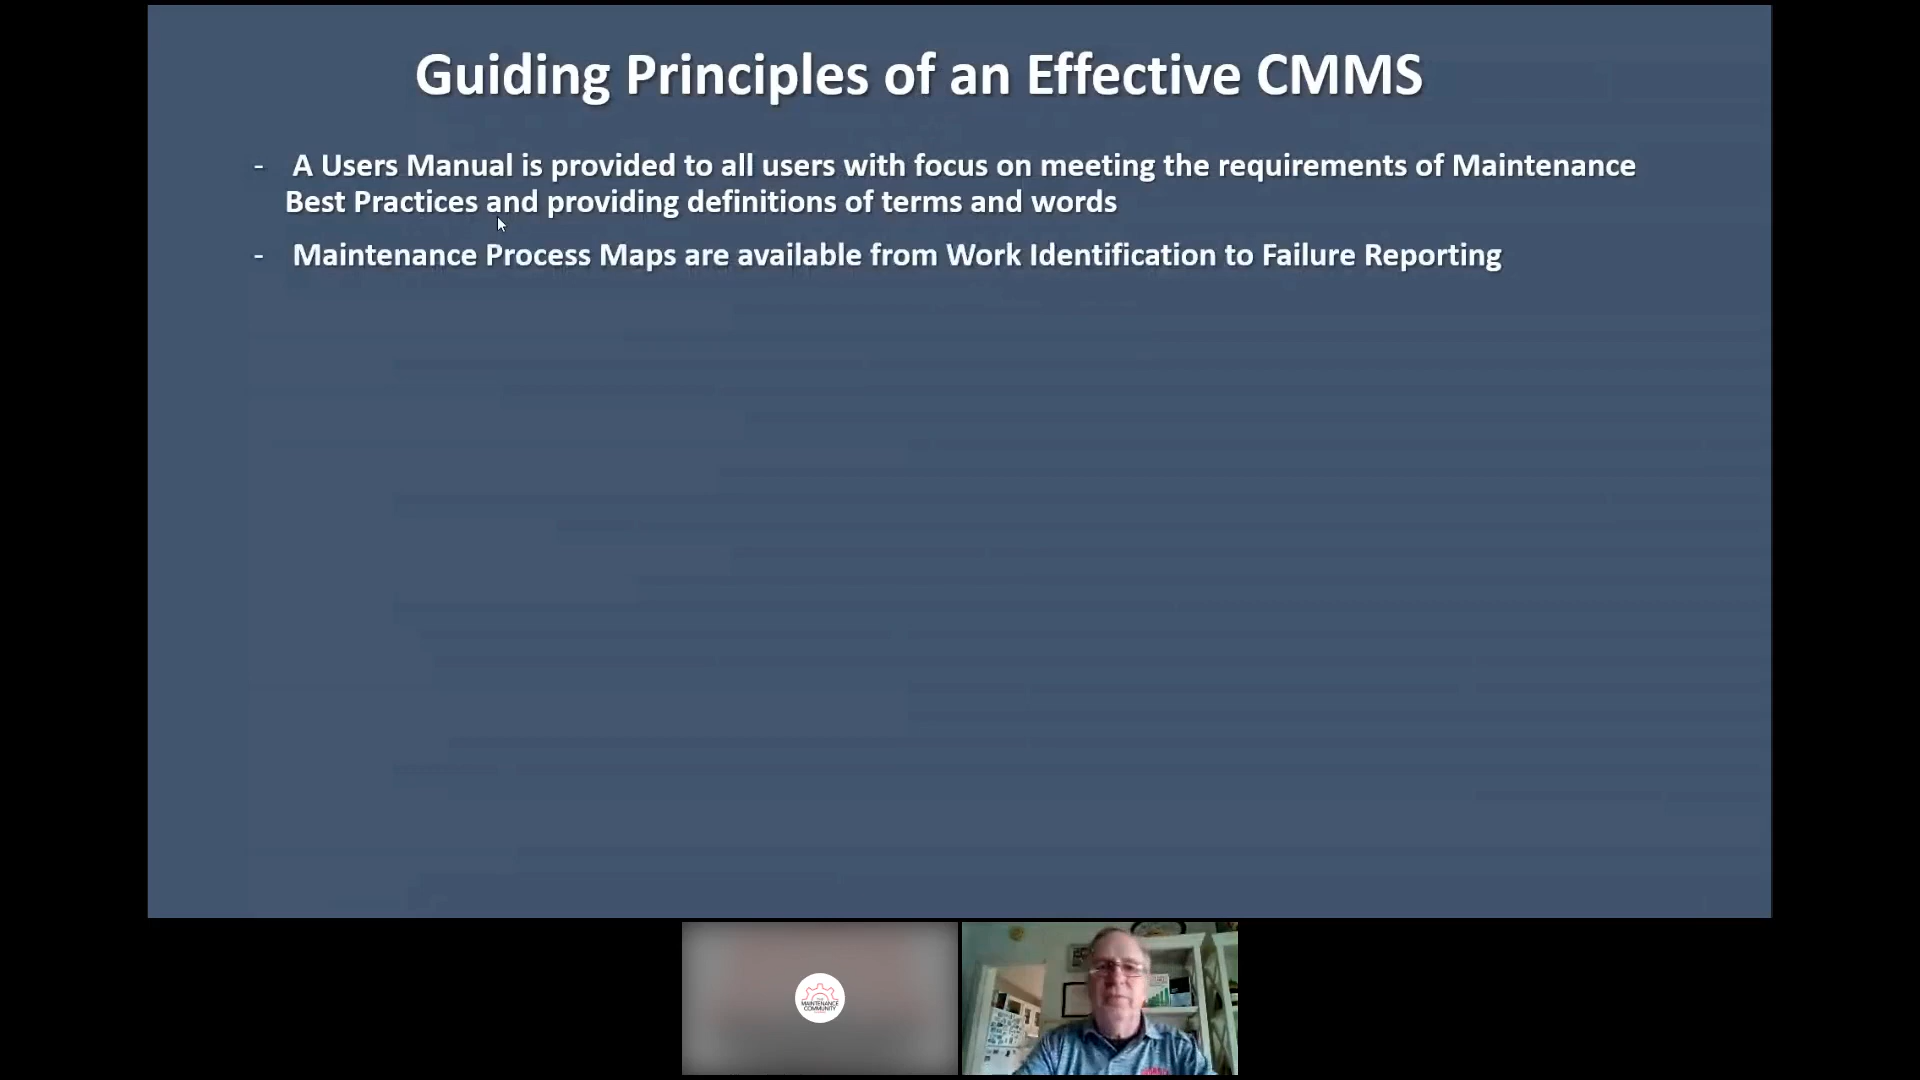 Guiding Principles of an Effective CMMS
- A Users Manual is provided to all users with focus on meeting the requirements of Maintenance
Best Practices and providing definitions of terms and words
- Maintenance Process Maps are available from Work Identification to Failure Reporting
MAINTENANCE
COMMUNITY